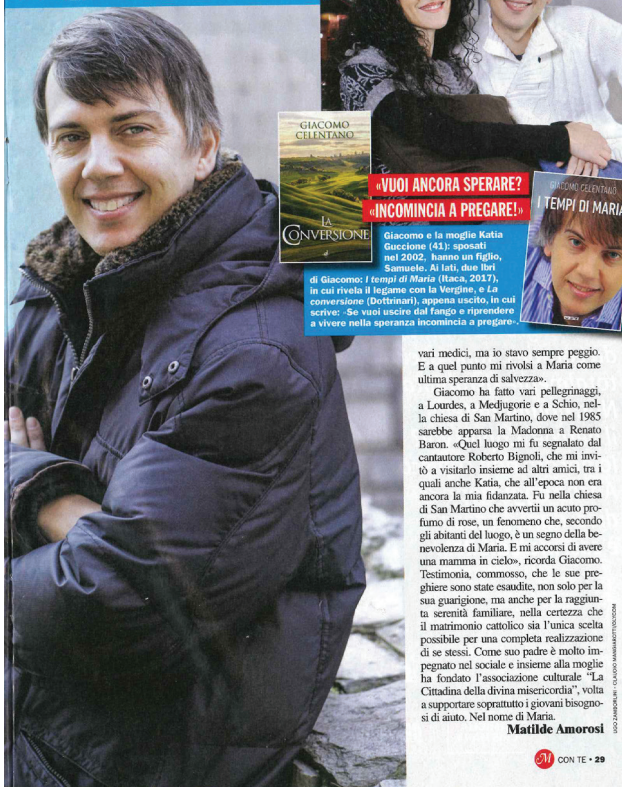 GIACOMO
CELENTANO
LA
CONVERSIONE
«VUOI ANCORA SPERARE?
«INCOMINCIA A PREGARE!»
GIACOMO CELENTANO
I TEMPI DI MARIA
Giacomo e la moglie Katia
Guccione (41): sposati
nel 2002, hanno un figlio,
Samuele. Ai lati, due lbri
di Giacomo: I tempi di Maria (Itaca, 2017),
in cui rivela il legame con la Vergine, e La
conversione (Dottrinari), appena uscito, in cui
scrive: «Se vuoi uscire dal fango e riprendere
a vivere nella speranza incomincia a pregare».
vari medici, ma io stavo sempre peggio.
E a quel punto mi rivolsi a Maria come
ultima speranza di salvezza».
Giacomo ha fatto vari pellegrinaggi,
a Lourdes, a Medjugorie e a Schio, nel-
la chiesa di San Martino, dove nel 1985
sarebbe apparsa la Madonna a Renato
Baron. «Quel luogo mi fu segnalato dal
cantautore Roberto Bignoli, che mi invi-
tò a visitarlo insieme ad altri amici, tra i
quali anche Katia, che all'epoca non era
ancora la mia fidanzata. Fu nella chiesa
di San Martino che avvertii un acuto pro-
fumo di rose, un fenomeno che, secondo
gli abitanti del luogo, è un segno della be-
nevolenza di Maria. E mi accorsi di avere
una mamma in cielo», ricorda Giacomo.
Testimonia, commosso, che le sue pre-
ghiere sono state esaudite, non solo per la
sua guarigione, ma anche per la raggiun-
ta serenità familiare, nella certezza che
il matrimonio cattolico sia l'unica scelta
possibile per una completa realizzazione
di se stessi. Come suo padre è molto im-
pegnato nel sociale e insieme alla moglie
ha fondato l'associazione culturale “La
Cittadina della divina misericordia”, volta
a supportare soprattutto i giovani bisogno-
si di aiuto. Nel nome di Maria.
Matilde Amorosi
UGO ZAMBORLINI - CLAUDIO MANGIAROTTI/OLYCOM
M CON TE • 29